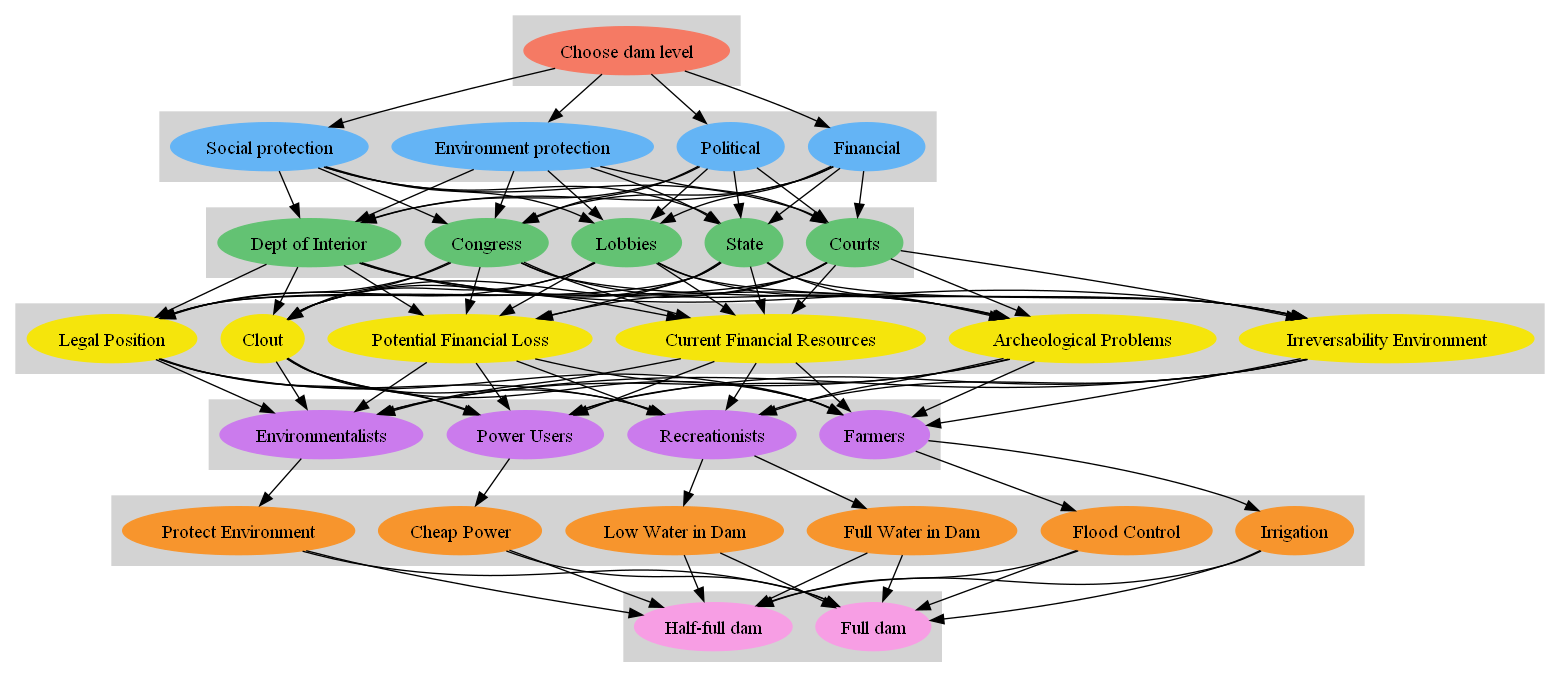 Choose dam level
Social protection
Environment protection
Political
Financial
Dept of Interior
Congress
Lobbies
State
Courts
Legal Position
Clout
Potential Financial Loss
Current Financial Resources
Archeological Problems
Irreversability Environment
Environmentalists
Power Users
Recreationists
Farmers
Protect Environment
Cheap Power
Low Water in Dam
Full Water in Dam
Flood Control
Irrigation
Half-full dam
Full dam